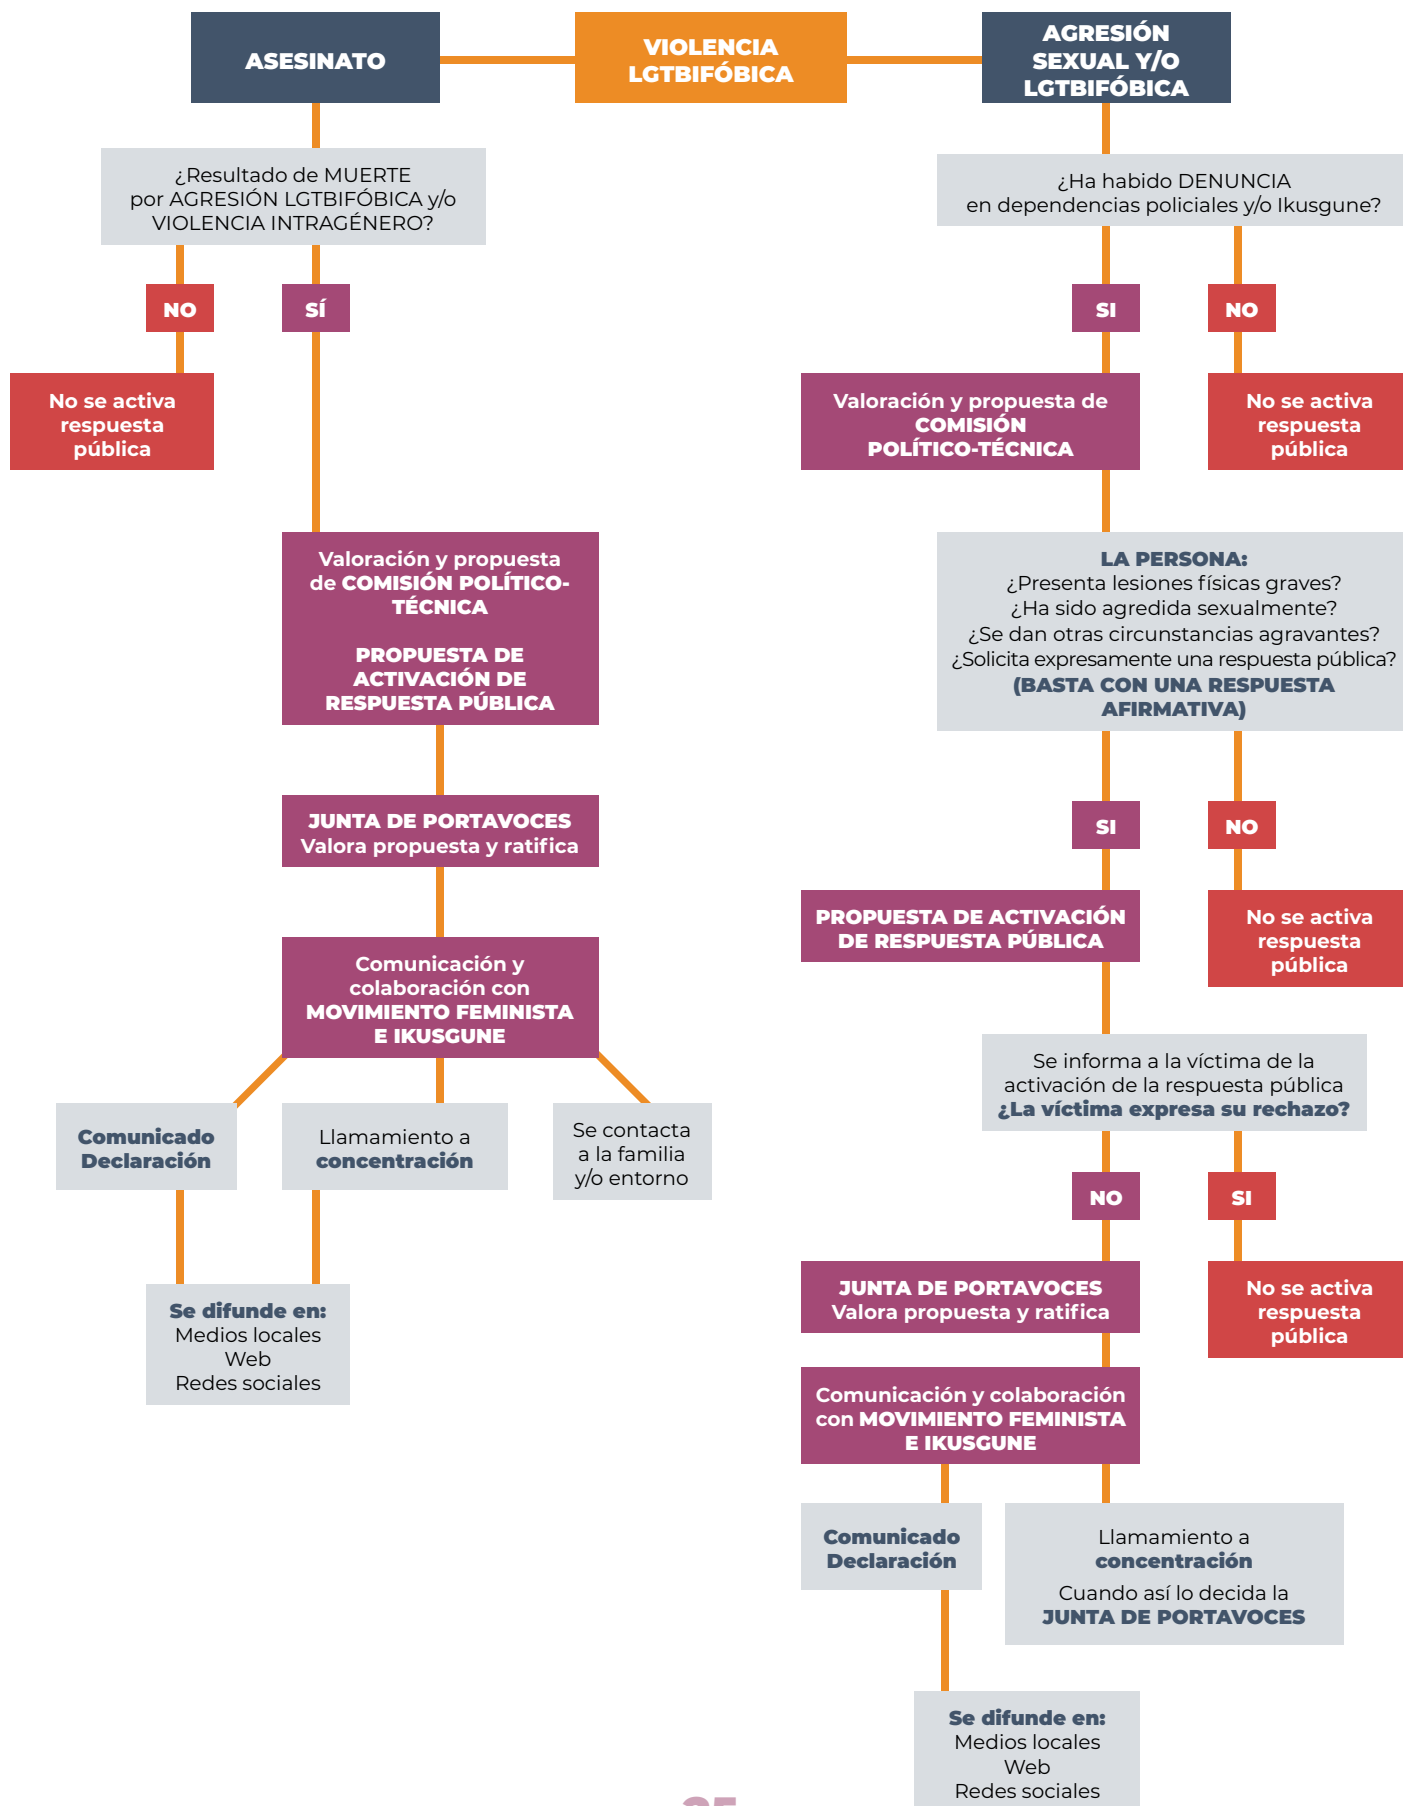 ASESINATO
VIOLENCIA
LGTBIFÓBICA
AGRESIÓN
SEXUAL Y/O
LGTBIFÓBICA
¿Resultado de MUERTE
por AGRESIÓN LGTBIFÓBICA y/o
VIOLENCIA INTRAGÉNERO?
NO
SÍ
No se activa
respuesta
pública
Valoración y propuesta
de COMISIÓN POLÍTICO-
TÉCNICA
PROPUESTA DE
ACTIVACIÓN DE
RESPUESTA PÚBLICA
JUNTA DE PORTAVOCES
Valora propuesta y ratifica
Comunicación y
colaboración con
MOVIMIENTO FEMINISTA
E IKUSGUNE
Comunicado
Declaración
Llamamiento a
concentración
Se contacta
a la familia
y/o entorno
Se difunde en:
Medios locales
Web
Redes sociales
¿Ha habido DENUNCIA
en dependencias policiales y/o Ikusgune?
SI
NO
Valoración y propuesta de
COMISIÓN
POLÍTICO-TÉCNICA
No se activa
respuesta
pública
LA PERSONA:
¿Presenta lesiones físicas graves?
¿Ha sido agredida sexualmente?
¿Se dan otras circunstancias agravantes?
¿Solicita expresamente una respuesta pública?
(BASTA CON UNA RESPUESTA
AFIRMATIVA)
SI
NO
PROPUESTA DE ACTIVACIÓN
DE RESPUESTA PÚBLICA
No se activa
respuesta
pública
Se informa a la víctima de la
activación de la respuesta pública
¿La víctima expresa su rechazo?
NO
SI
JUNTA DE PORTAVOCES
Valora propuesta y ratifica
No se activa
respuesta
pública
Comunicación y colaboración
con MOVIMIENTO FEMINISTA
E IKUSGUNE
Comunicado
Declaración
Llamamiento a
concentración
Cuando así lo decida la
JUNTA DE PORTAVOCES
Se difunde en:
Medios locales
Web
Redes sociales